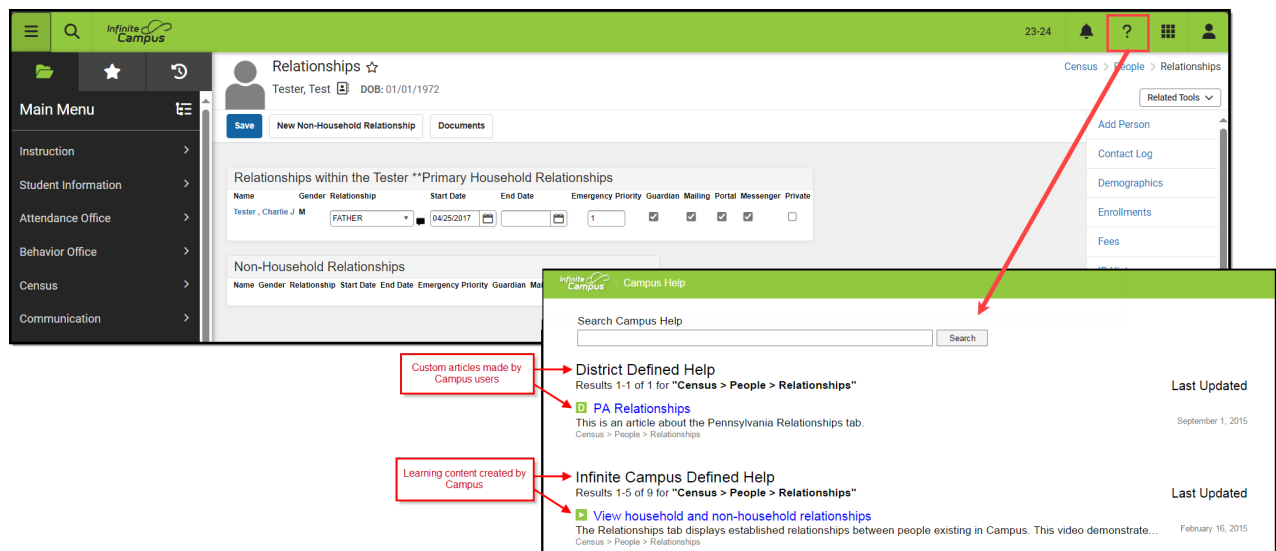 Infinite
Campus
23-24
?
Relationships
Tester, Test DOB: 01/01/1972
Census > People > Relationships
Related Tools
Main Menu
Instruction
Student Information
Attendance Office
Behavior Office
Census
Communication
Save New Non-Household Relationship Documents
Relationships within the Tester **Primary Household Relationships
Name Gender Relationship Start Date End Date Emergency Priority Guardian Mailing Portal Messenger Private
Tester , Charlie J M FATHER 04/25/2017 1
Non-Household Relationships
Name Gender Relationship Start Date End Date Emergency Priority Guardian
Add Person
Contact Log
Demographics
Enrollments
Fees
Infinite
Campus
Campus Help
Search Campus Help
Search
District Defined Help
Results 1-1 of 1 for "Census > People > Relationships"
Last Updated
D PA Relationships
This is an article about the Pennsylvania Relationships tab.
September 1, 2015
Census > People > Relationships
Infinite Campus Defined Help
Results 1-5 of 9 for "Census > People > Relationships"
Last Updated
View household and non-household relationships
The Relationships tab displays established relationships between people existing in Campus. This video demonstrate...
February 16, 2015
Census > People > Relationships
Custom articles made by
Campus users
Learning content created by
Campus